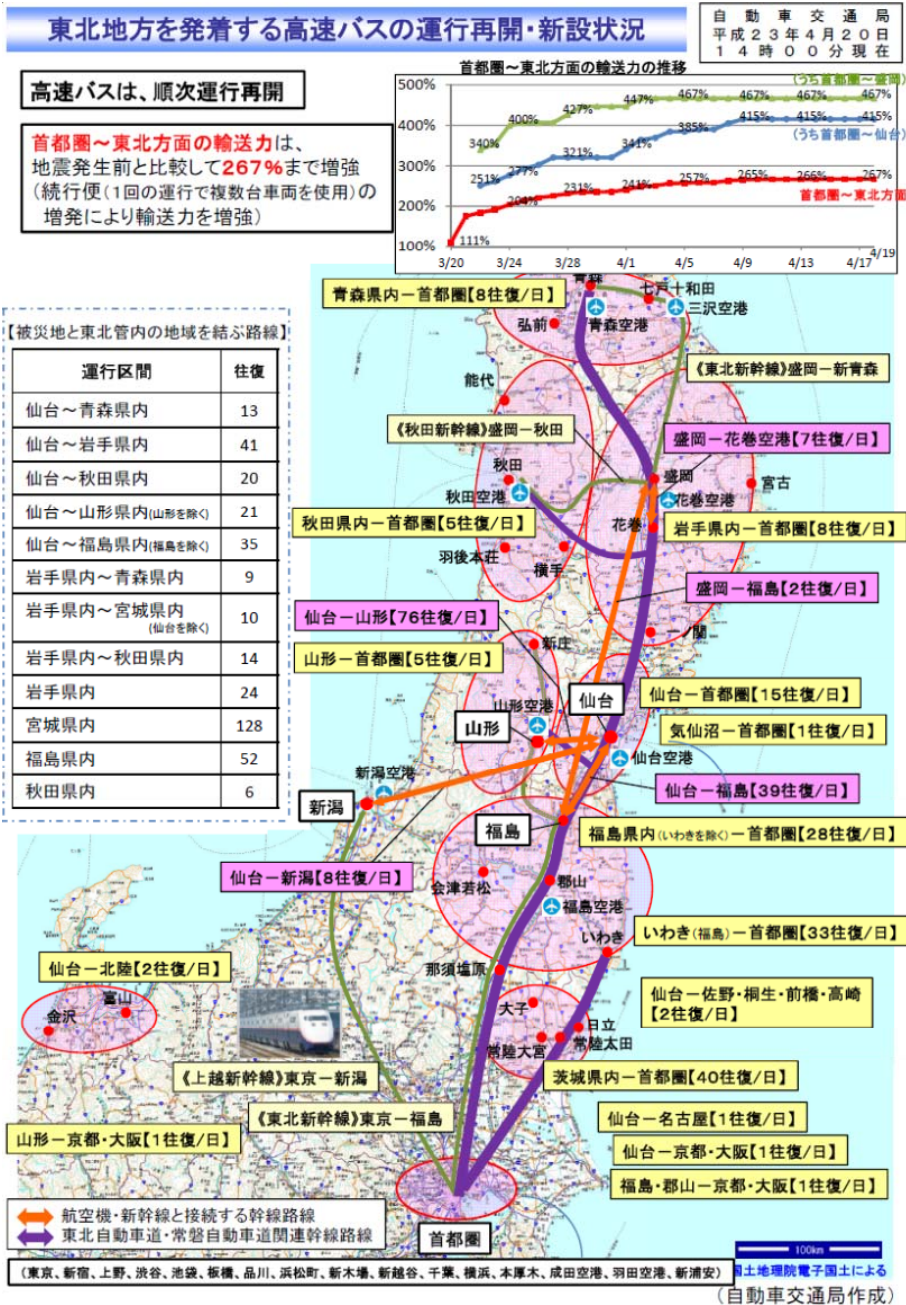 東北地方を発着する高速バスの運行再開・新設状況
自動車交通局
平成23年4月20日
14時00分現在
高速バスは、順次運行再開
首都圏～東北方面の輸送力は、
地震発生前と比較して267%まで増強
（続行便（1回の運行で複数台車両を使用）の
増発により輸送力を増強）
首都圏～東北方面の輸送力の推移
（うち首都圏～盛岡）
500%
400%
300%
200%
100%
340%
400%
427%
447%
467%
467%
467%
467%
467%
251%
277%
321%
341%
385%
415%
415%
415%
（うち首都圏～仙台）
111%
204%
231%
241%
257%
265%
266%
267%
首都圏～東北方面
3/20
3/24
3/28
4/1
4/5
4/9
4/13
4/17
4/19
【被災地と東北管内の地域を結ぶ路線】
運行区間 往復
仙台～青森県内 13
仙台～岩手県内 41
仙台～秋田県内 20
仙台～山形県内(山形を除く) 21
仙台～福島県内(福島を除く) 35
岩手県内～青森県内 9
岩手県内～宮城県内 10
(仙台を除く)
岩手県内～秋田県内 14
岩手県内 24
宮城県内 128
福島県内 52
秋田県内 6
青森県内－首都圏【8往復/日】
青森
七戸十和田
三沢空港
弘前
青森空港
能代
《東北新幹線》盛岡－新青森
《秋田新幹線》盛岡－秋田
盛岡－花巻空港【7往復/日】
秋田
盛岡
宮古
秋田空港
花巻空港
秋田県内－首都圏【5往復/日】
花巻
岩手県内－首都圏【8往復/日】
羽後本荘
横手
盛岡－福島【2往復/日】
仙台－山形【76往復/日】
新庄
一ノ関
山形－首都圏【5往復/日】
仙台
仙台－首都圏【15往復/日】
山形空港
山形
気仙沼－首都圏【1往復/日】
仙台空港
新潟空港
仙台－福島【39往復/日】
新潟
福島
福島県内(いわきを除く)－首都圏【28往復/日】
仙台－新潟【8往復/日】
会津若松
郡山
福島空港
いわき
いわき(福島)－首都圏【33往復/日】
仙台－北陸【2往復/日】
那須塩原
富山
金沢
大子
仙台－佐野・桐生・前橋・高崎
【2往復/日】
日立
常陸大宮
常陸太田
《上越新幹線》東京－新潟
茨城県内－首都圏【40往復/日】
《東北新幹線》東京－福島
仙台－名古屋【1往復/日】
山形－京都・大阪【1往復/日】
仙台－京都・大阪【1往復/日】
福島・郡山－京都・大阪【1往復/日】
航空機・新幹線と接続する幹線路線
東北自動車道・常磐自動車道関連幹線路線
首都圏
100km
（東京、新宿、上野、渋谷、池袋、板橋、品川、浜松町、新木場、新越谷、千葉、横浜、本厚木、成田空港、羽田空港、新浦安）
国土地理院電子国土による
（自動車交通局作成）